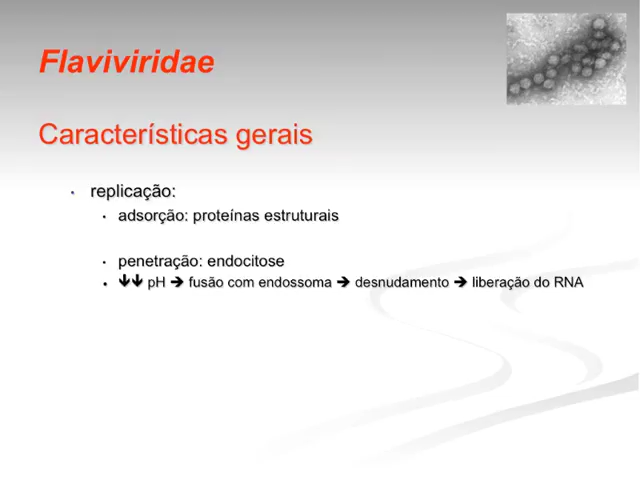 Flaviviridae
Características gerais
• replicação:
• adsorção: proteínas estruturais
• penetração: endocitose
• 🡻🡻 pH 🡺 fusão com endossoma 🡺 desnudamento 🡺 liberação do RNA